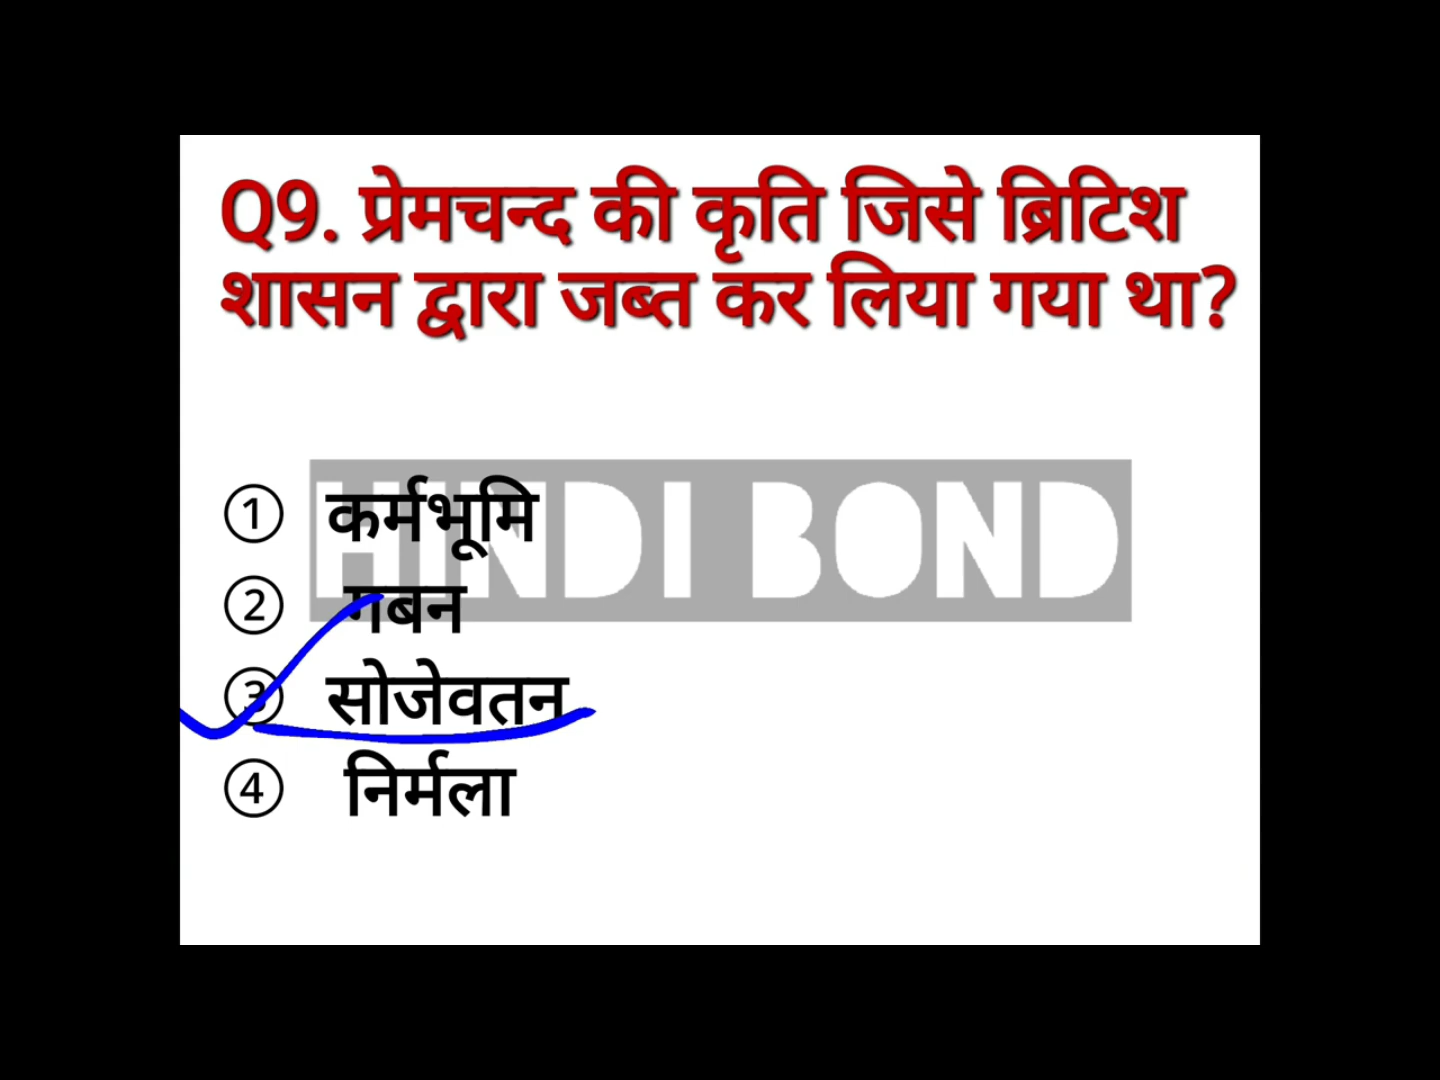 Q9. प्रेमचन्द की कृति जिसे ब्रिटिश
शासन द्वारा जब्त कर लिया गया था?
HINDI BOND
① कर्मभूमि
② गबन
③ सोजेवतन
④ निर्मला